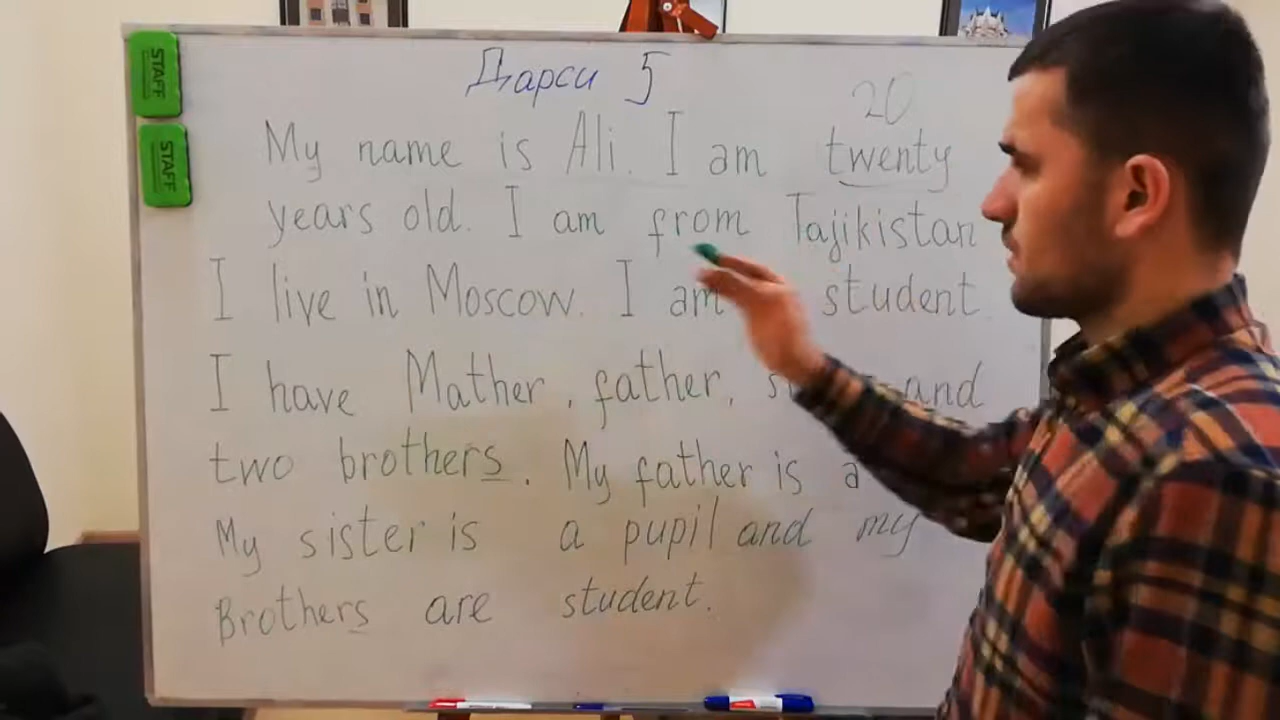 STAFF
STAFF
Дарси 5
20
My name is Ali. I am twenty
years old. I am from Tajikistan
I live in Moscow. I am student
I have Mather, father, and
two brothers. My father is a
My sister is a pupil and my
Brothers are student.